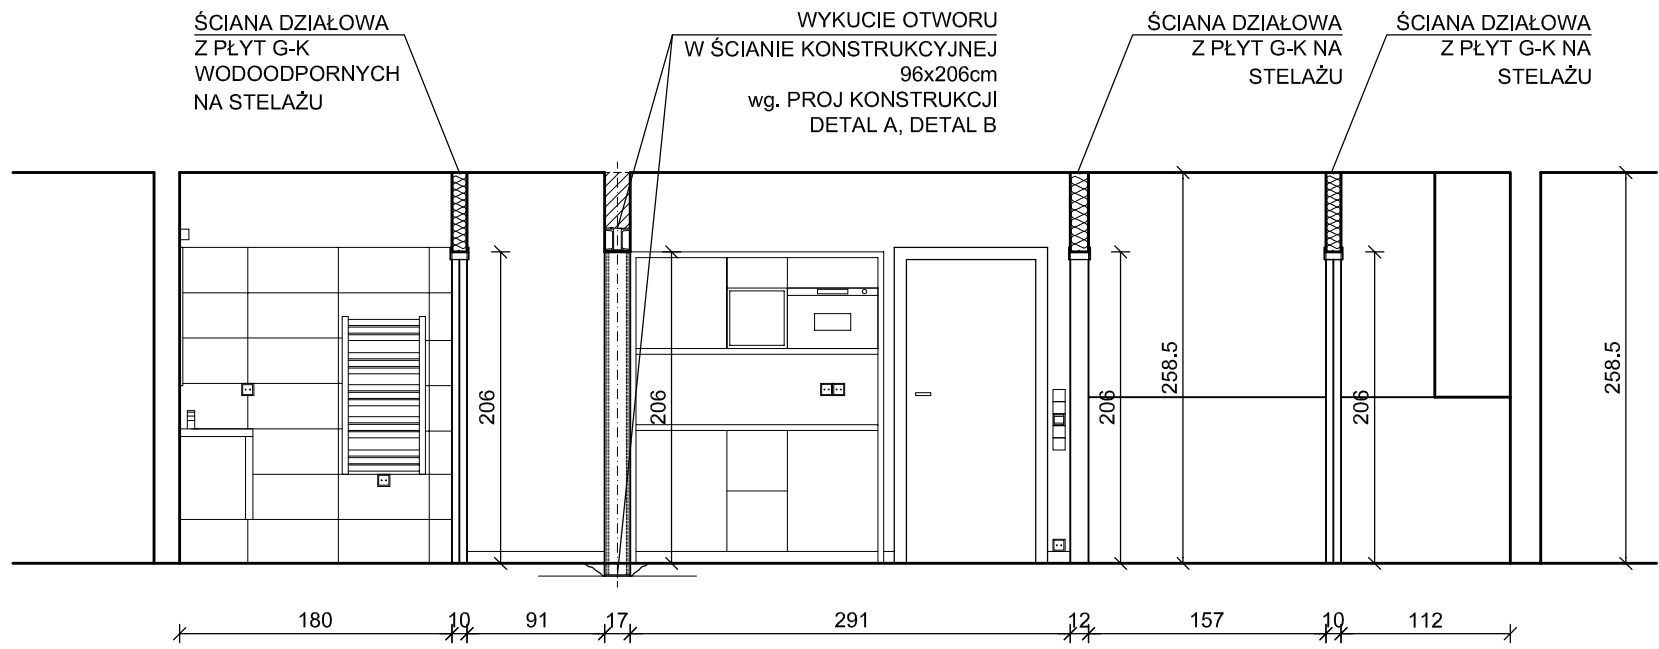 ŚCIANA DZIAŁOWA
Z PŁYT G-K
WODOODPORNYCH
NA STELAŻU
WYKUCIE OTWORU
W ŚCIANIE KONSTRUKCYJNEJ
96x206cm
wg. PROJ KONSTRUKCJI
DETAL A, DETAL B
ŚCIANA DZIAŁOWA
Z PŁYT G-K NA
STELAŻU
ŚCIANA DZIAŁOWA
Z PŁYT G-K NA
STELAŻU
206
206
206
258.5
206
258.5
180
10
91
17
291
12
157
10
112